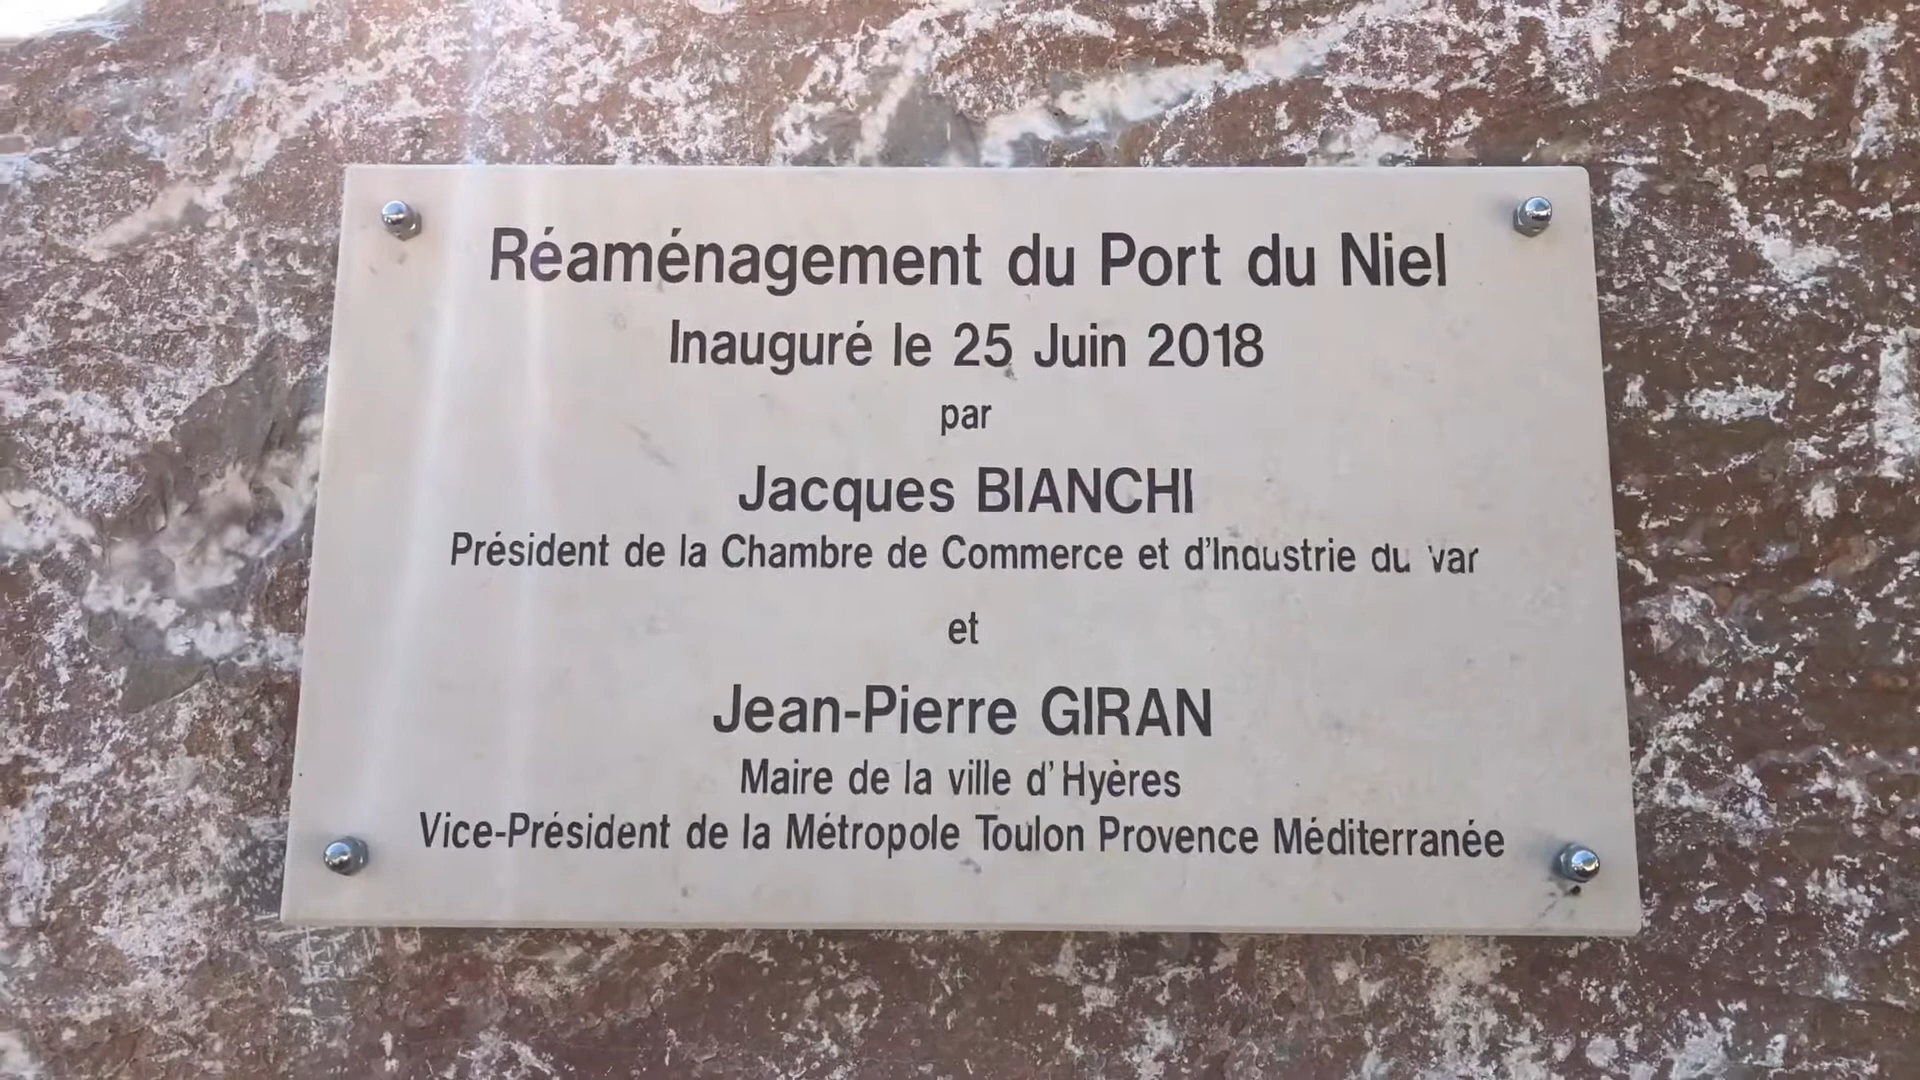 Réaménagement du Port du Niel
Inauguré le 25 Juin 2018
par
Jacques BIANCHI
Président de la Chambre de Commerce et d'Industrie du Var
et
Jean-Pierre GIRAN
Maire de la ville d'Hyères
Vice-Président de la Métropole Toulon Provence Méditerranée